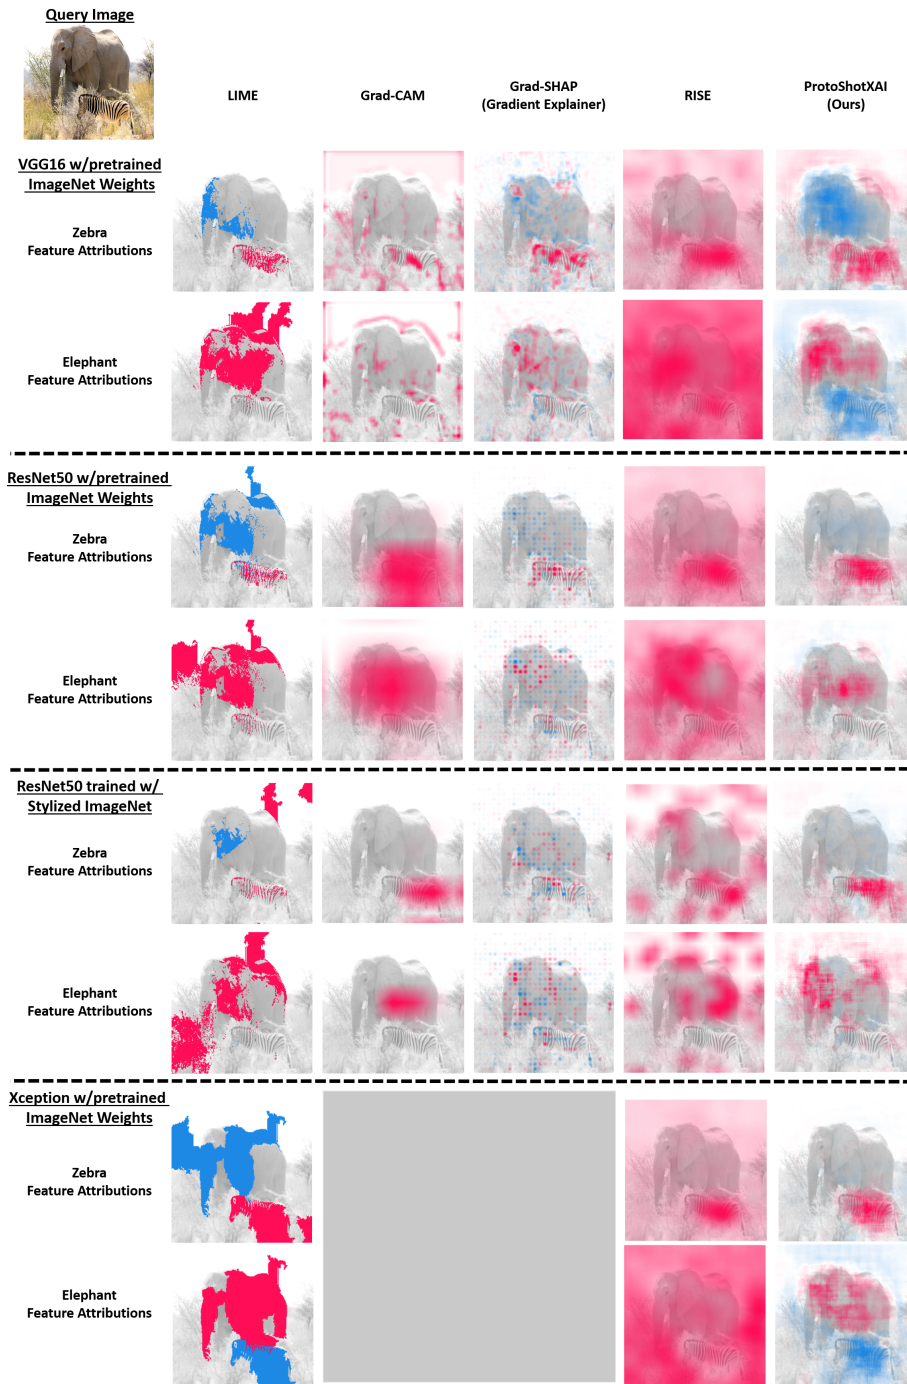 Query Image
LIME
Grad-CAM
Grad-SHAP
(Gradient Explainer)
RISE
ProtoShotXAI
(Ours)
VGG16 w/pretrained
ImageNet Weights
Zebra
Feature Attributions
Elephant
Feature Attributions
ResNet50 w/pretrained
ImageNet Weights
Zebra
Feature Attributions
Elephant
Feature Attributions
ResNet50 trained w/
Stylized ImageNet
Zebra
Feature Attributions
Elephant
Feature Attributions
Xception w/pretrained
ImageNet Weights
Zebra
Feature Attributions
Elephant
Feature Attributions